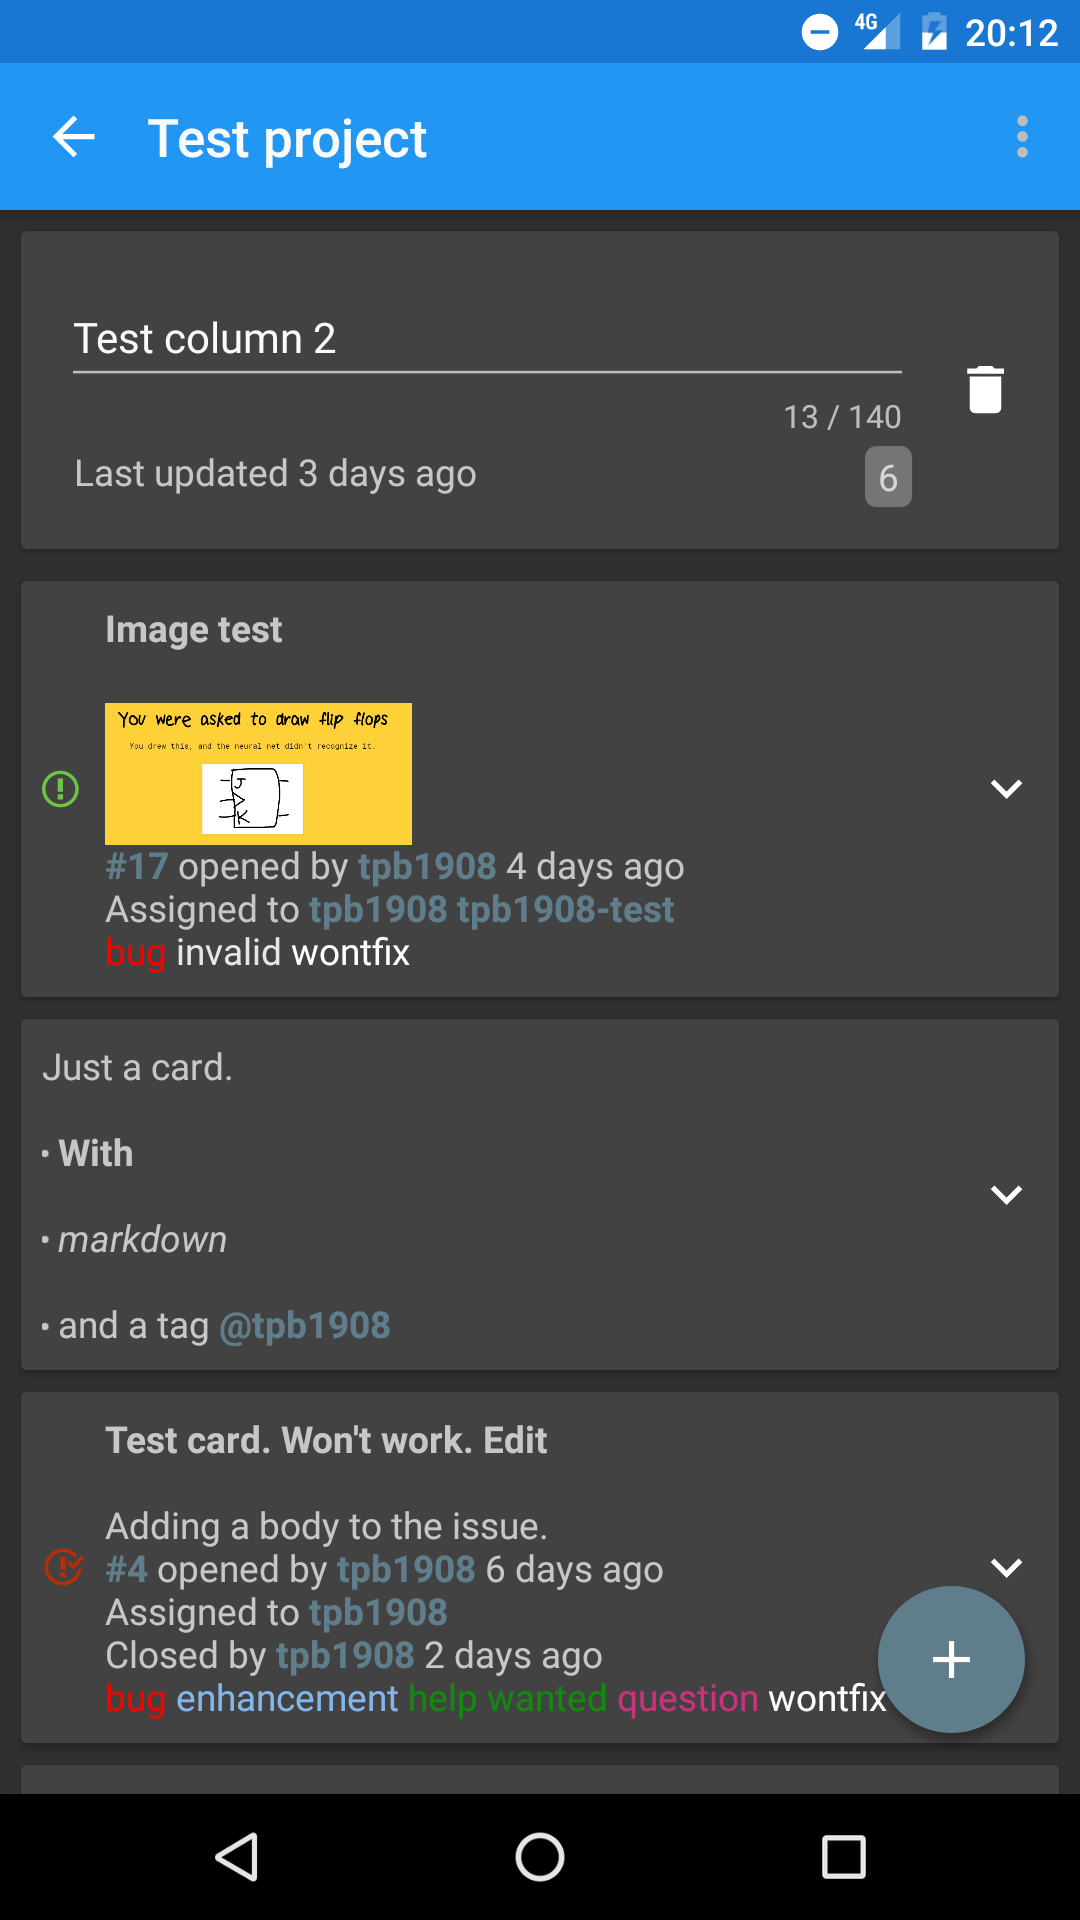 4G 20:12
Test project
Test column 2
13 / 140
Last updated 3 days ago
6
Image test
You were asked to draw flip flops
You drew this, and the neural net didn't recognize it.
J
K
#17 opened by tpb1908 4 days ago
Assigned to tpb1908 tpb1908-test
bug invalid wontfix
Just a card.
• With
• markdown
• and a tag @tpb1908
Test card. Won't work. Edit
Adding a body to the issue.
#4 opened by tpb1908 6 days ago
Assigned to tpb1908
Closed by tpb1908 2 days ago
bug enhancement help wanted question wontfix